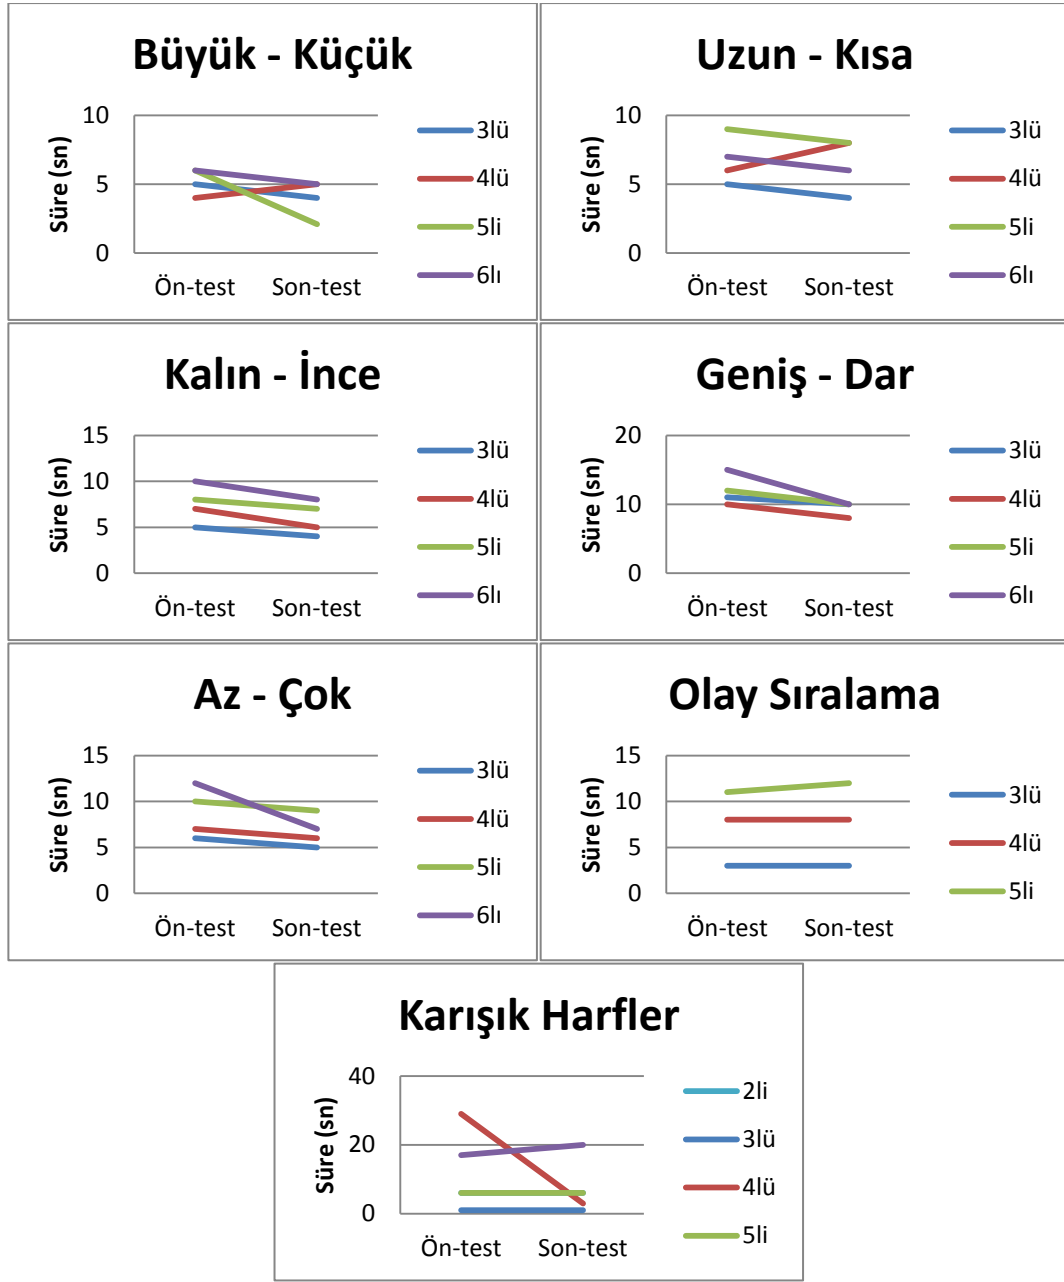 Büyük - Küçük
Süre (sn)
10
5
0
Ön-test Son-test
3lü
4lü
5li
6lı
Uzun - Kısa
Süre (sn)
10
5
0
Ön-test Son-test
3lü
4lü
5li
6lı
Kalın - İnce
Süre (sn)
15
10
5
0
Ön-test Son-test
3lü
4lü
5li
6lı
Geniş - Dar
Süre (sn)
20
10
0
Ön-test Son-test
3lü
4lü
5li
6lı
Az - Çok
Süre (sn)
15
10
5
0
Ön-test Son-test
3lü
4lü
5li
6lı
Olay Sıralama
Süre (sn)
15
10
5
0
Ön-test Son-test
3lü
4lü
5li
Karışık Harfler
Süre (sn)
40
20
0
Ön-test Son-test
2li
3lü
4lü
5li